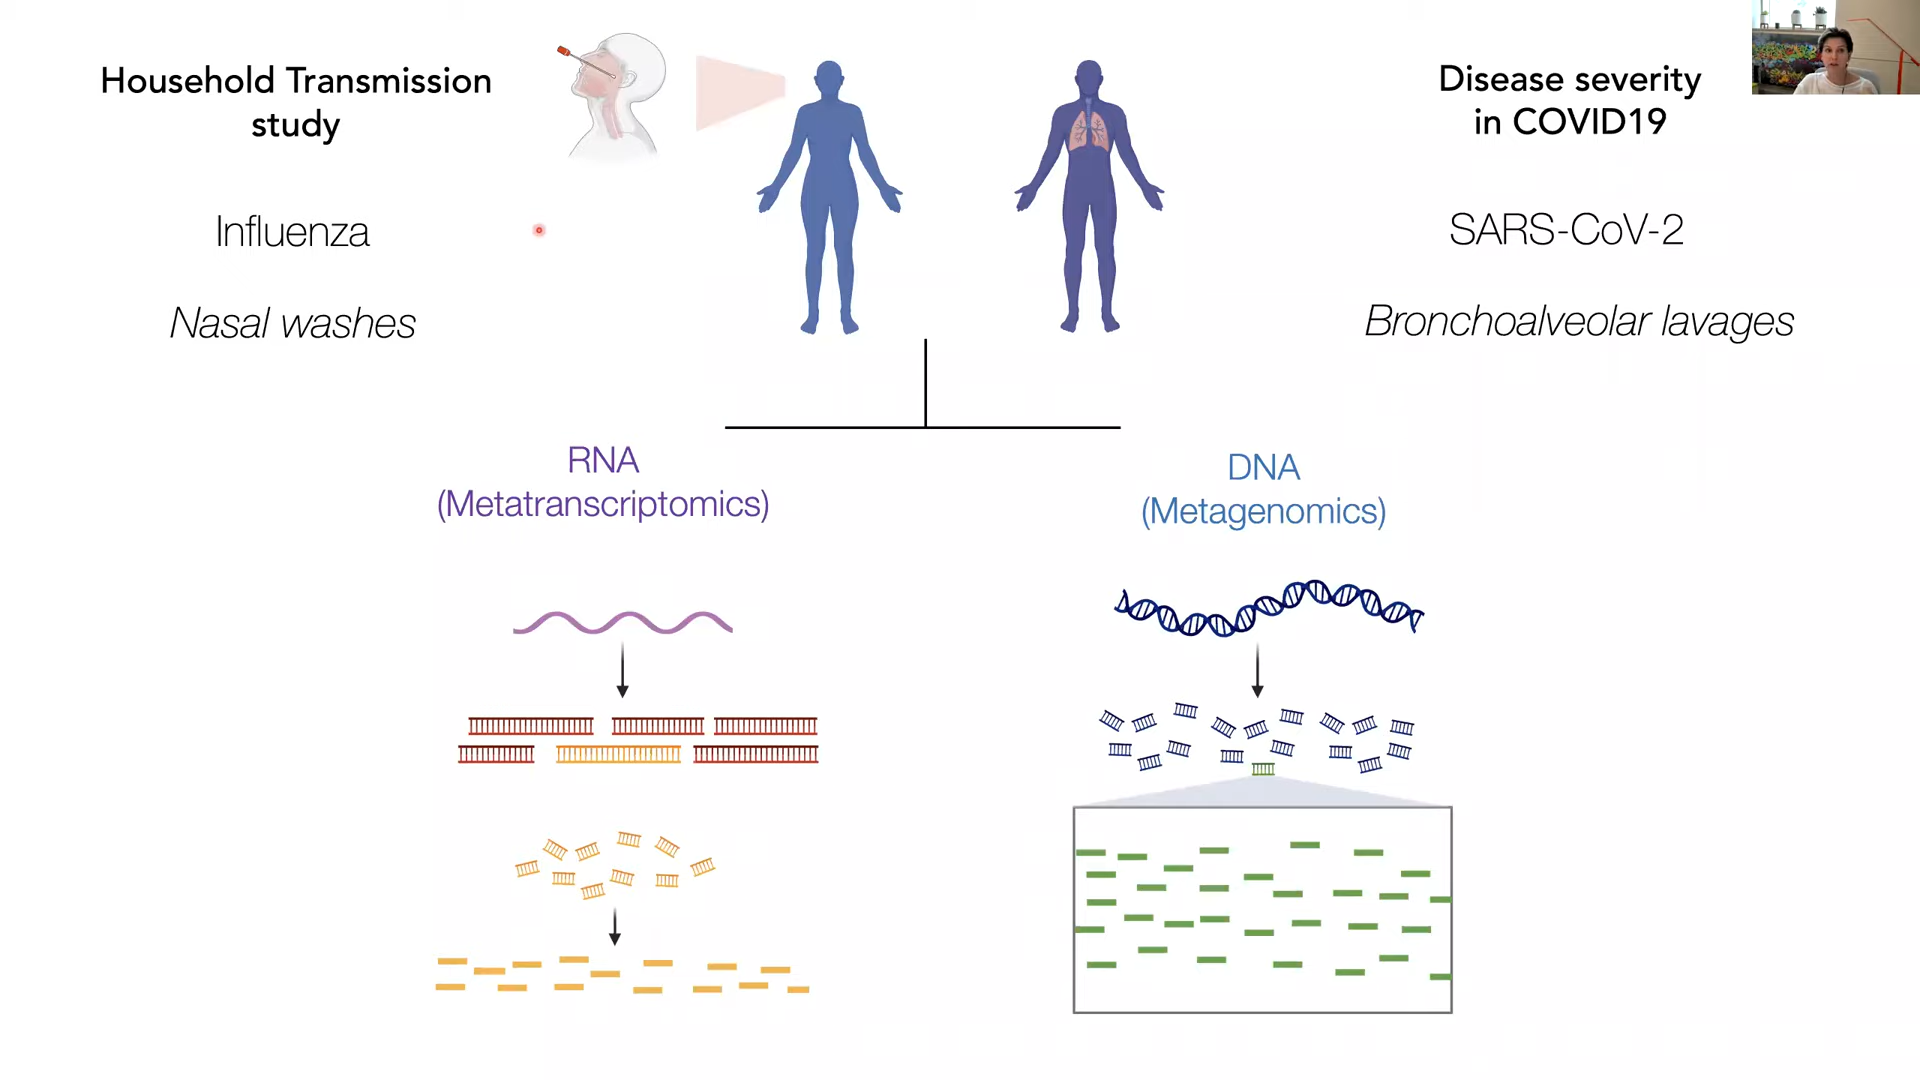 Household Transmission
study
Influenza
Nasal washes
Disease severity
in COVID19
SARS-CoV-2
Bronchoalveolar lavages
RNA
(Metatranscriptomics)
DNA
(Metagenomics)